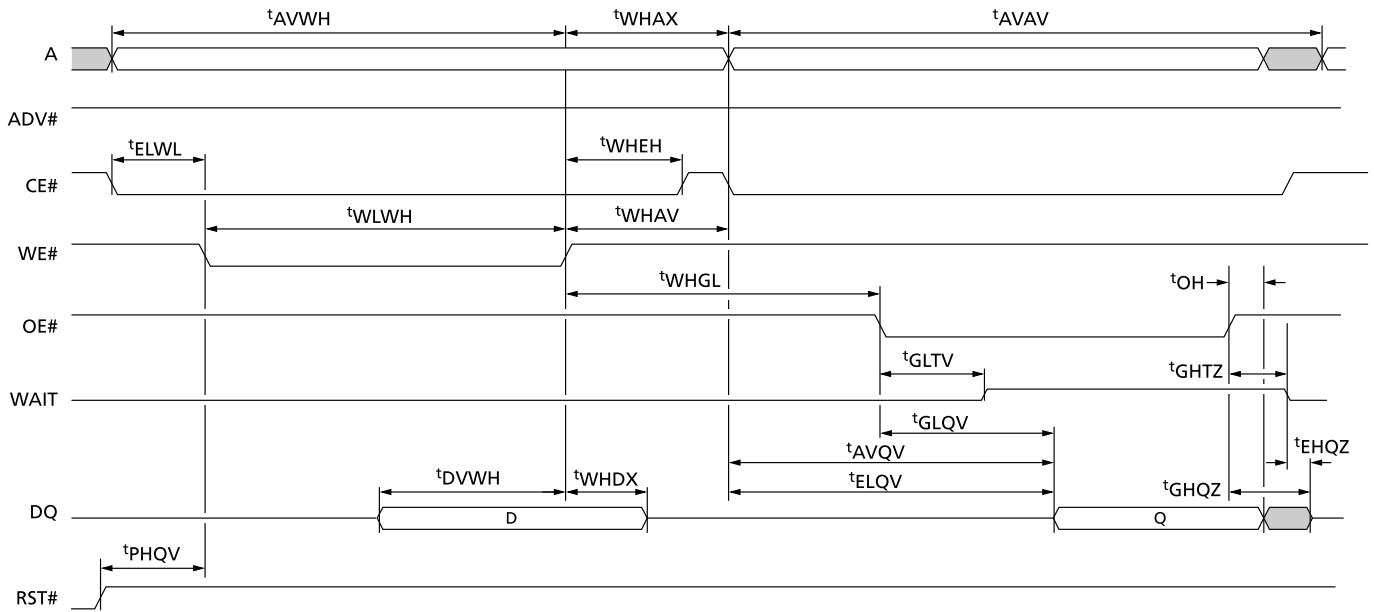 tAVWH tWHAX tAVAV
A
ADV#
tELWL tWHEH
CE#
tWLWH tWHAV
WE#
tWHGL tOH
OE#
tGLTV tGHTZ
WAIT
tGLQV
tAVQV tEHQZ
tDVWH tWHDX tELQV tGHQZ
DQ D Q
tPHQV
RST#